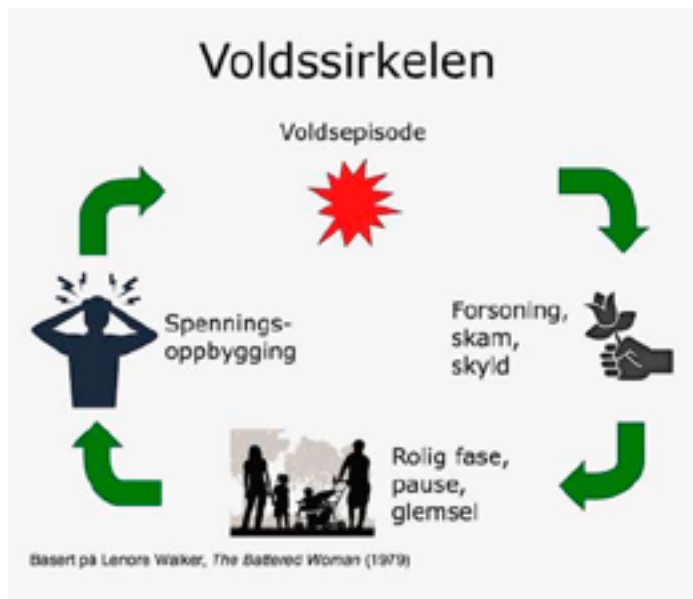 Voldssirkelen
Voldsepisode
Spennings-
oppbygging
Forsoning,
skam,
skyld
Rolig fase,
pause,
glemsel
Basert på Lenore Walker, The Battered Woman (1979)